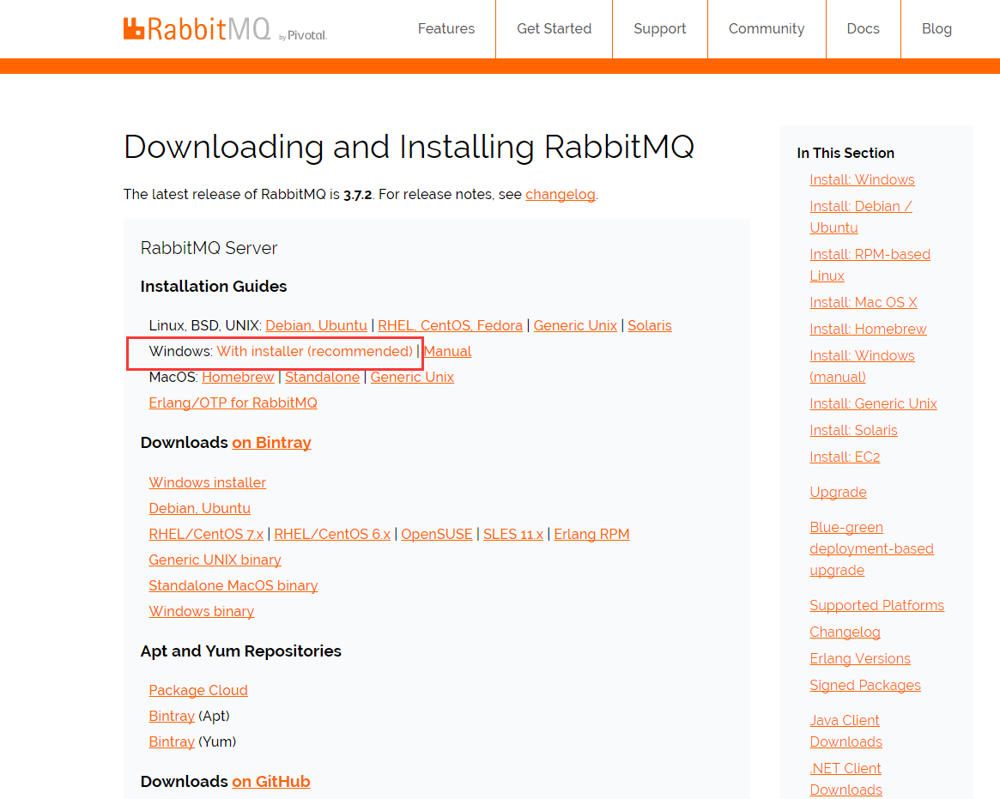 RabbitMQ by Pivotal.
Features
Get Started
Support
Community
Docs
Blog
Downloading and Installing RabbitMQ
The latest release of RabbitMQ is 3.7.2. For release notes, see changelog.
RabbitMQ Server
Installation Guides
Linux, BSD, UNIX: Debian, Ubuntu | RHEL, CentOS, Fedora | Generic Unix | Solaris
Windows: With installer (recommended) | Manual
MacOS: Homebrew | Standalone | Generic Unix
Erlang/OTP for RabbitMQ
Downloads on Bintray
Windows installer
Debian, Ubuntu
RHEL/CentOS 7.x | RHEL/CentOS 6.x | OpenSUSE | SLES 11.x | Erlang RPM
Generic UNIX binary
Standalone MacOS binary
Windows binary
Apt and Yum Repositories
Package Cloud
Bintray (Apt)
Bintray (Yum)
Downloads on GitHub
In This Section
Install: Windows
Install: Debian /
Ubuntu
Install: RPM-based
Linux
Install: Mac OS X
Install: Homebrew
Install: Windows
(manual)
Install: Generic Unix
Install: Solaris
Install: EC2
Upgrade
Blue-green
deployment-based
upgrade
Supported Platforms
Changelog
Erlang Versions
Signed Packages
Java Client
Downloads
.NET Client
Downloads